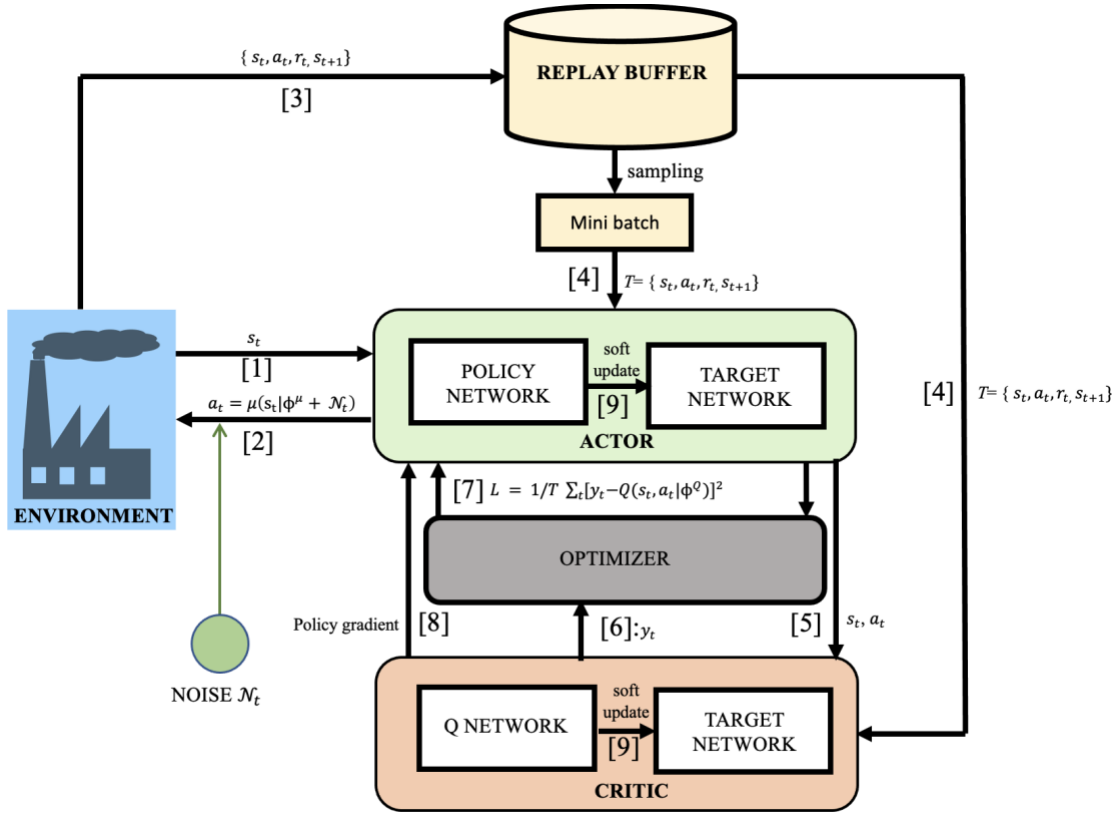 { sₜ, aₜ, rₜ, sₜ₊₁}
[3]
REPLAY BUFFER
sampling
Mini batch
[4]
T= { sₜ, aₜ, rₜ, sₜ₊₁}
sₜ
[1]
aₜ = μ(sₜ|ϕ^μ + 𝒩ₜ)
[2]
ENVIRONMENT
POLICY
NETWORK
soft
update
[9]
TARGET
NETWORK
ACTOR
[4]
T= { sₜ, aₜ, rₜ, sₜ₊₁}
[7] L = 1/T ∑ₜ[yₜ−Q(sₜ, aₜ|ϕ^Q)]²
OPTIMIZER
Policy gradient
[8]
[6]:yₜ
[5]
sₜ, aₜ
NOISE 𝒩ₜ
Q NETWORK
soft
update
[9]
TARGET
NETWORK
CRITIC